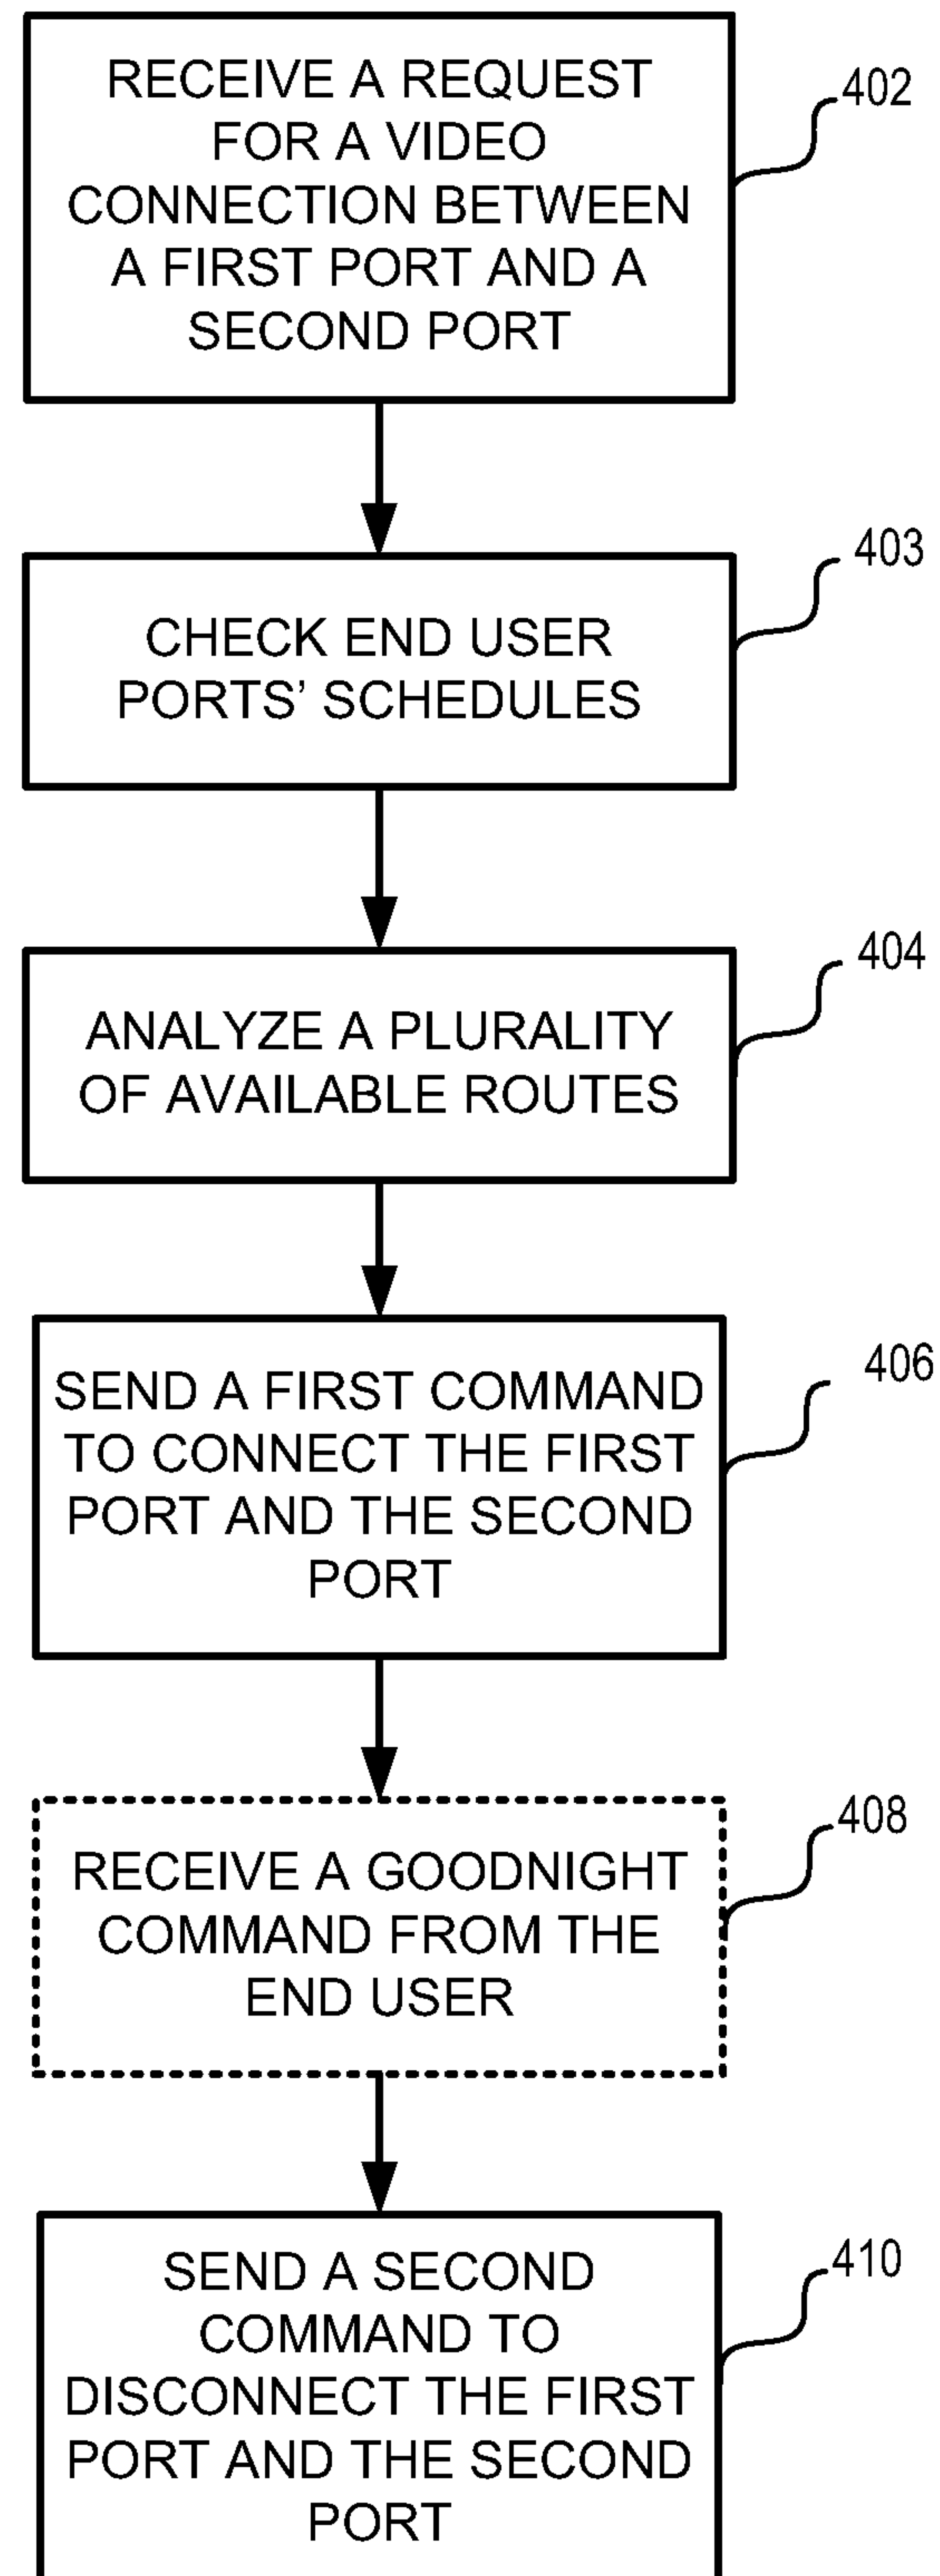 RECEIVE A REQUEST
FOR A VIDEO
CONNECTION BETWEEN
A FIRST PORT AND A
SECOND PORT
402
CHECK END USER
PORTS’ SCHEDULES
403
ANALYZE A PLURALITY
OF AVAILABLE ROUTES
404
SEND A FIRST COMMAND
TO CONNECT THE FIRST
PORT AND THE SECOND
PORT
406
RECEIVE A GOODNIGHT
COMMAND FROM THE
END USER
408
SEND A SECOND
COMMAND TO
DISCONNECT THE FIRST
PORT AND THE SECOND
PORT
410